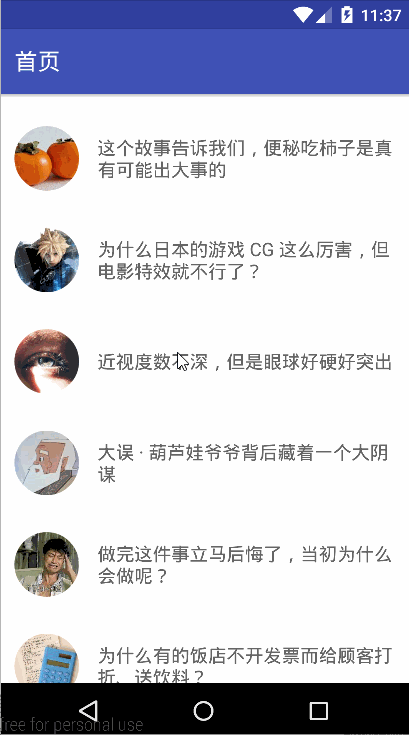 11:37
首页
这个故事告诉我们，便秘吃柿子是真
有可能出大事的
为什么日本的游戏 CG 这么厉害，但
电影特效就不行了？
近视度数不深，但是眼球好硬好突出
大误 · 葫芦娃爷爷背后藏着一个大阴
谋
做完这件事立马后悔了，当初为什么
会做呢？
为什么有的饭店不开发票而给顾客打
折、送饮料？
free for personal use